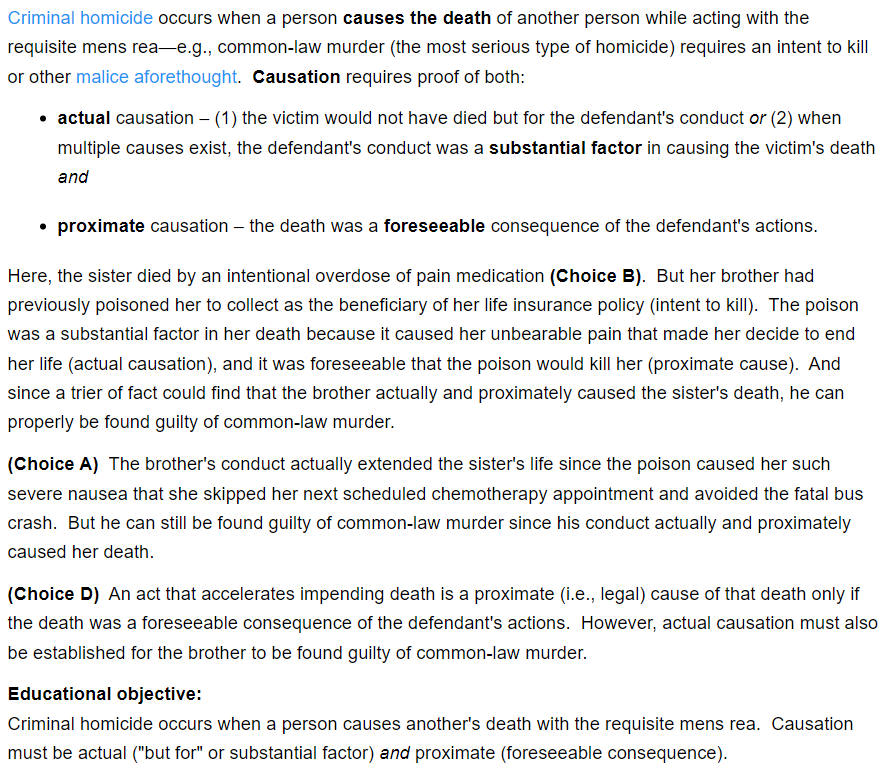 Criminal homicide occurs when a person causes the death of another person while acting with the
requisite mens rea—e.g., common-law murder (the most serious type of homicide) requires an intent to kill
or other malice aforethought.  Causation requires proof of both:
• actual causation – (1) the victim would not have died but for the defendant's conduct or (2) when
multiple causes exist, the defendant's conduct was a substantial factor in causing the victim's death
and
• proximate causation – the death was a foreseeable consequence of the defendant's actions.
Here, the sister died by an intentional overdose of pain medication (Choice B).  But her brother had
previously poisoned her to collect as the beneficiary of her life insurance policy (intent to kill).  The poison
was a substantial factor in her death because it caused her unbearable pain that made her decide to end
her life (actual causation), and it was foreseeable that the poison would kill her (proximate cause).  And
since a trier of fact could find that the brother actually and proximately caused the sister's death, he can
properly be found guilty of common-law murder.
(Choice A)  The brother's conduct actually extended the sister's life since the poison caused her such
severe nausea that she skipped her next scheduled chemotherapy appointment and avoided the fatal bus
crash.  But he can still be found guilty of common-law murder since his conduct actually and proximately
caused her death.
(Choice D)  An act that accelerates impending death is a proximate (i.e., legal) cause of that death only if
the death was a foreseeable consequence of the defendant's actions.  However, actual causation must also
be established for the brother to be found guilty of common-law murder.
Educational objective:
Criminal homicide occurs when a person causes another's death with the requisite mens rea.  Causation
must be actual ("but for" or substantial factor) and proximate (foreseeable consequence).